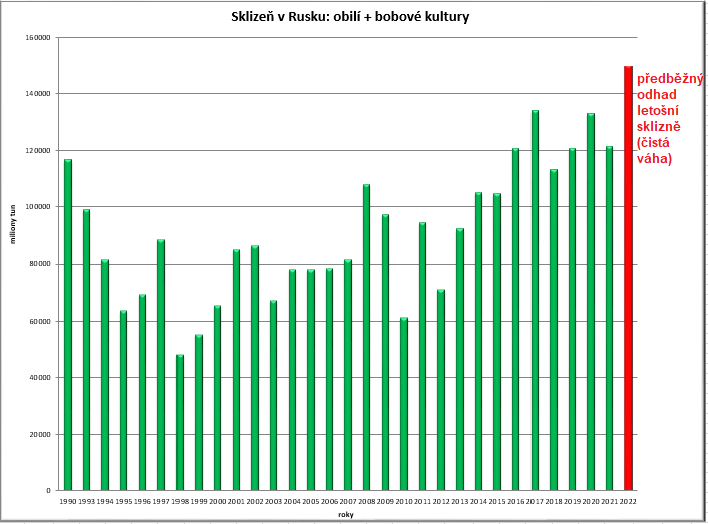 Sklizeň v Rusku: obilí + bobové kultury
160000
140000
120000
100000
80000
60000
40000
20000
0
miliony tun
předběžný
odhad
letošní
sklizně
(čistá
váha)
1990 1993 1994 1995 1996 1997 1998 1999 2000 2001 2002 2003 2004 2005 2006 2007 2008 2009 2010 2011 2012 2013 2014 2015 2016 2017 2018 2019 2020 2021 2022
roky